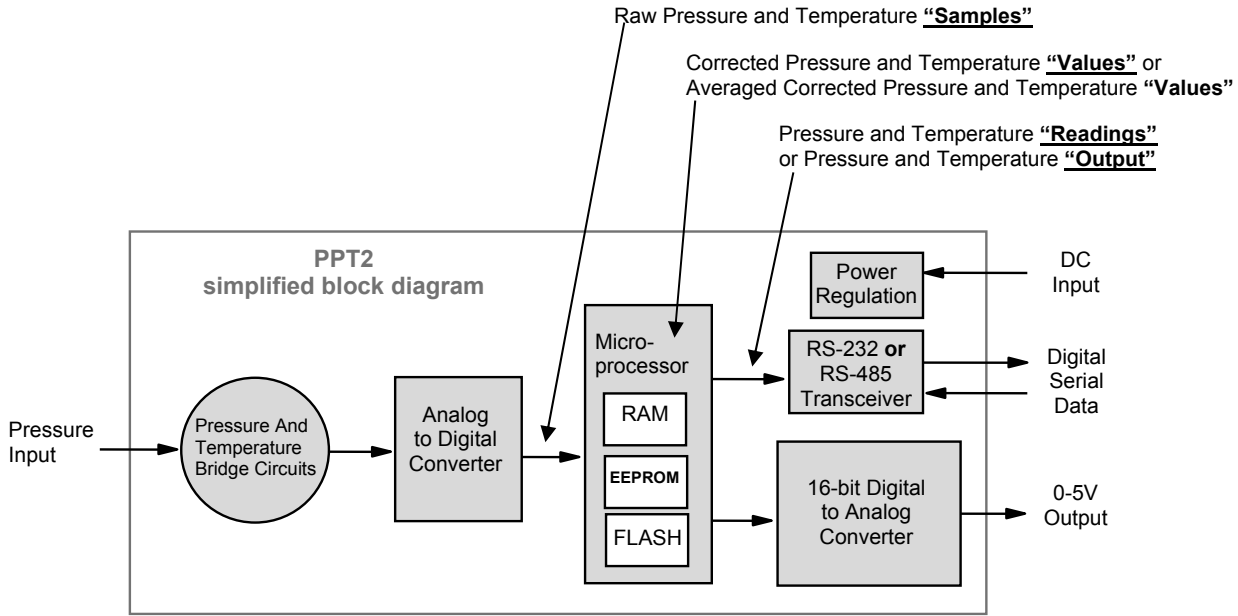 Raw Pressure and Temperature "Samples"
Corrected Pressure and Temperature "Values" or
Averaged Corrected Pressure and Temperature "Values"
Pressure and Temperature "Readings"
or Pressure and Temperature "Output"
PPT2
simplified block diagram
Pressure
Input
Pressure And
Temperature
Bridge Circuits
Analog
to Digital
Converter
Micro-
processor
RAM
EEPROM
FLASH
Power
Regulation
DC
Input
RS-232 or
RS-485
Transceiver
Digital
Serial
Data
16-bit Digital
to Analog
Converter
0-5V
Output